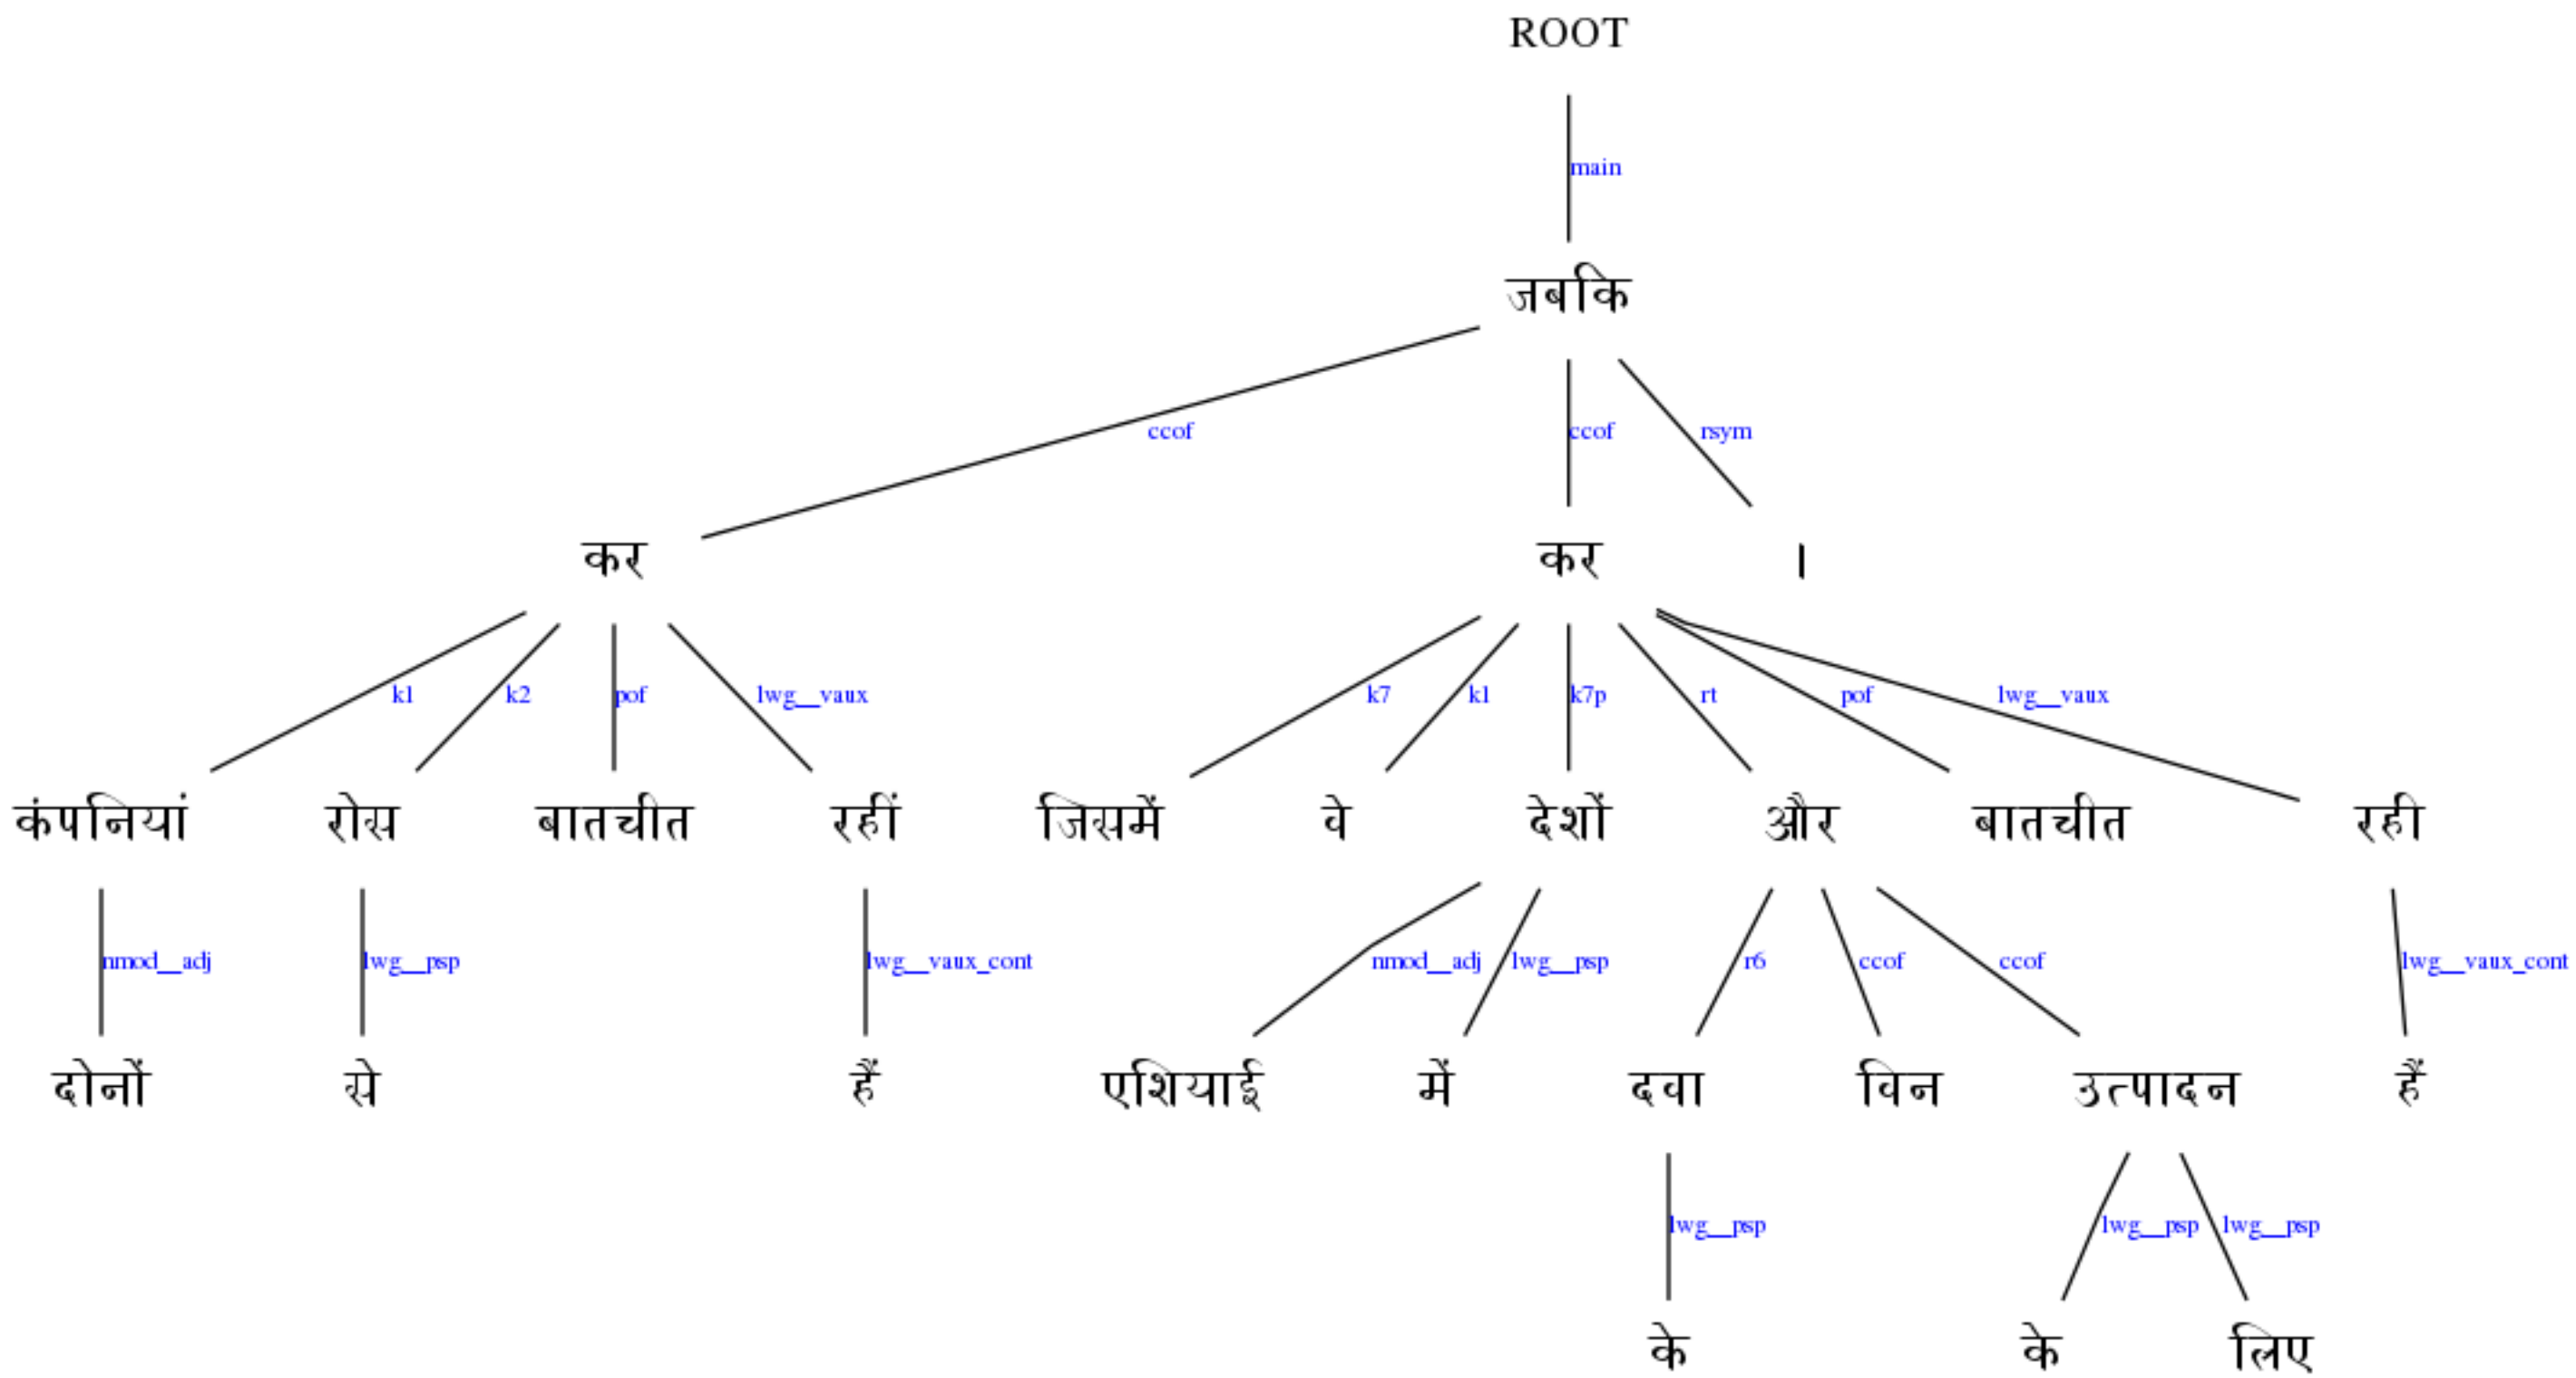 ROOT
main
जबकि
ccof ccof rsym
कर कर ।
k1 k2 pof lwg__vaux k7 k1 k7p rt pof lwg__vaux
कंपनियां रोस बातचीत रहीं जिसमें वे देशों और बातचीत रही
nmod__adj lwg__psp lwg__vaux_cont nmod__adj lwg__psp r6 ccof ccof lwg__vaux_cont
दोनों से हैं एशियाई में दवा विन उत्पादन हैं
lwg__psp lwg__psp lwg__psp
के के लिए